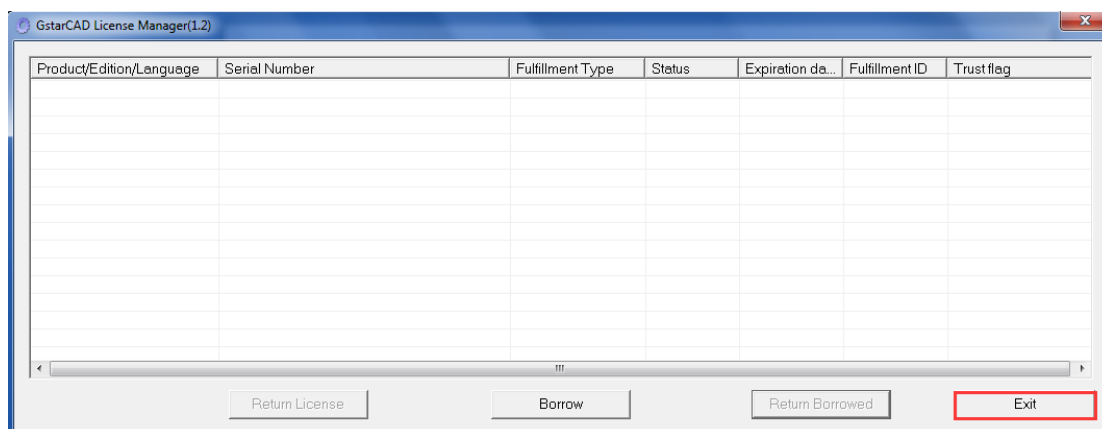 GstarCAD License Manager(1.2)
Product/Edition/Language Serial Number Fulfillment Type Status Expiration da... Fulfillment ID Trust flag
Return License Borrow Return Borrowed Exit